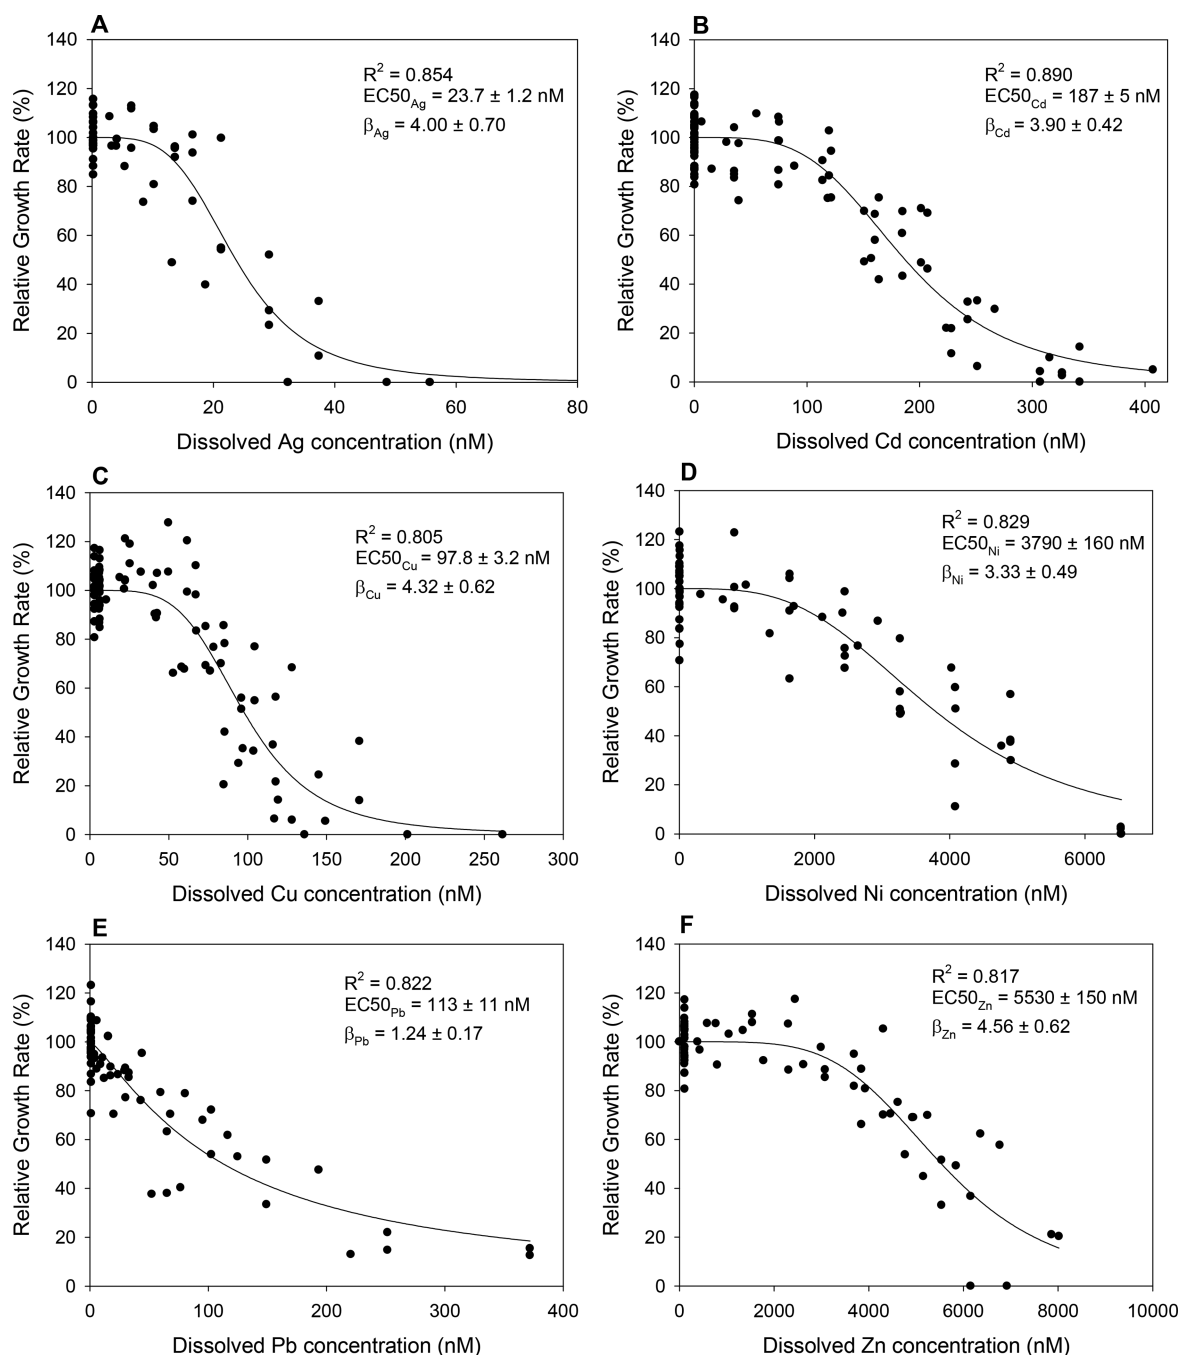 A
Relative Growth Rate (%)
140
120
100
80
60
40
20
0
R² = 0.854
EC50Ag = 23.7 ± 1.2 nM
βAg = 4.00 ± 0.70
0 20 40 60 80
Dissolved Ag concentration (nM)
B
Relative Growth Rate (%)
140
120
100
80
60
40
20
0
R² = 0.890
EC50Cd = 187 ± 5 nM
βCd = 3.90 ± 0.42
0 100 200 300 400
Dissolved Cd concentration (nM)
C
Relative Growth Rate (%)
140
120
100
80
60
40
20
0
R² = 0.805
EC50Cu = 97.8 ± 3.2 nM
βCu = 4.32 ± 0.62
0 50 100 150 200 250 300
Dissolved Cu concentration (nM)
D
Relative Growth Rate (%)
140
120
100
80
60
40
20
0
R² = 0.829
EC50Ni = 3790 ± 160 nM
βNi = 3.33 ± 0.49
0 2000 4000 6000
Dissolved Ni concentration (nM)
E
Relative Growth Rate (%)
140
120
100
80
60
40
20
0
R² = 0.822
EC50Pb = 113 ± 11 nM
βPb = 1.24 ± 0.17
0 100 200 300 400
Dissolved Pb concentration (nM)
F
Relative Growth Rate (%)
140
120
100
80
60
40
20
0
R² = 0.817
EC50Zn = 5530 ± 150 nM
βZn = 4.56 ± 0.62
0 2000 4000 6000 8000 10000
Dissolved Zn concentration (nM)